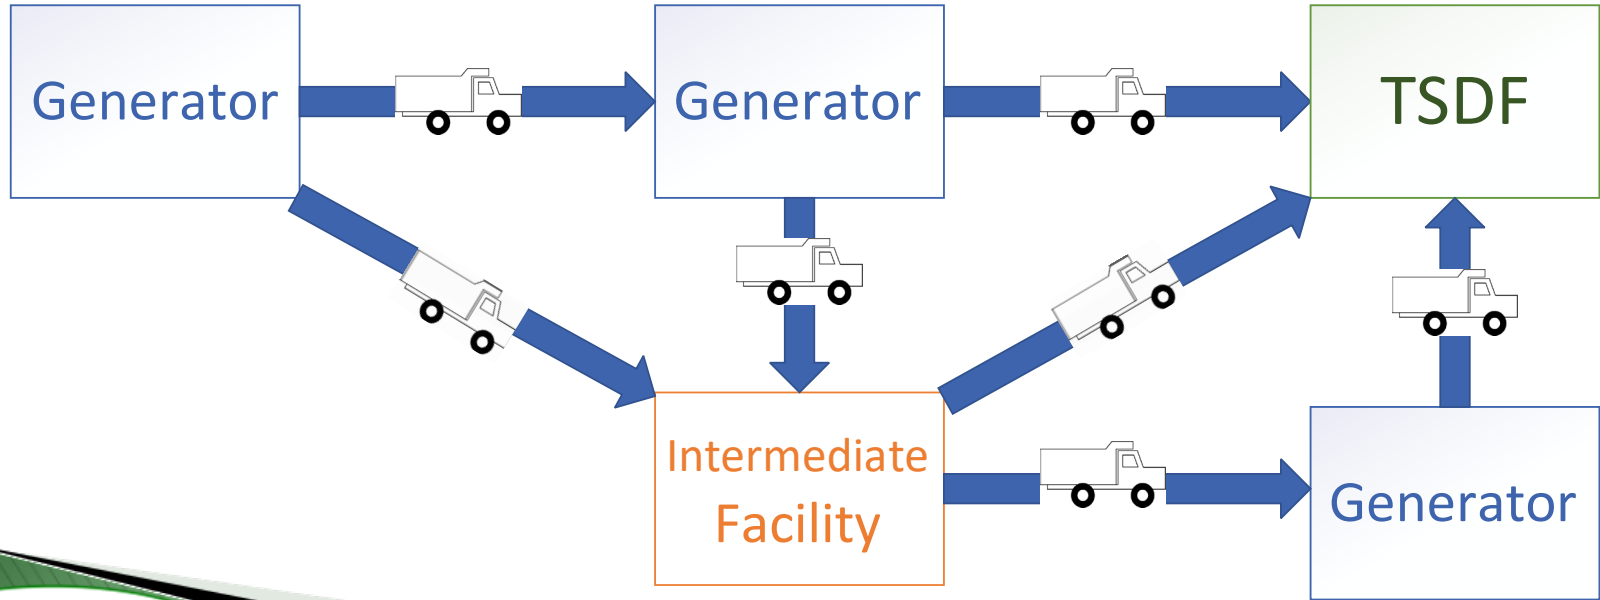 Generator
Generator
TSDF
Intermediate
Facility
Generator